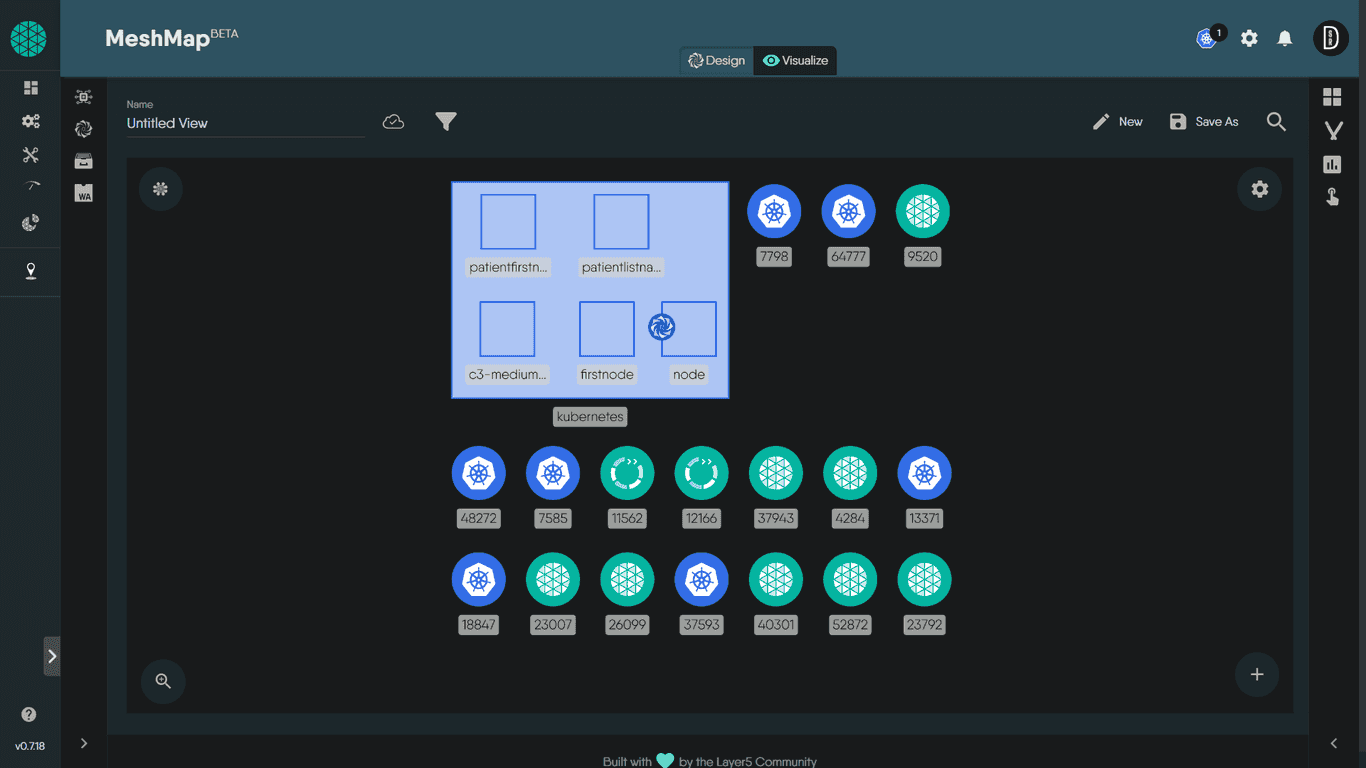 MeshMap BETA
1
D
Design
Visualize
Name
Untitled View
New
Save As
WA
patientfirstn...
patientlistna...
7798
64777
9520
c3-medium...
firstnode
node
kubernetes
48272
7585
11562
12166
37943
4284
13371
18847
23007
26099
37593
40301
52872
23792
v0.7.18
Built with by the Layer5 Community